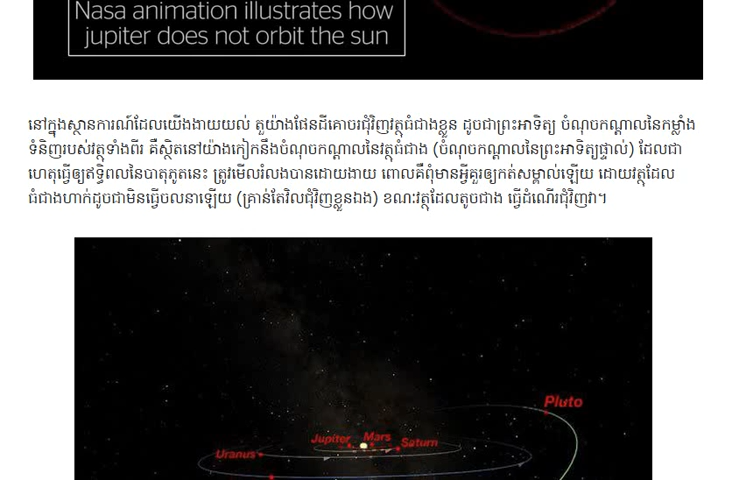 Nasa animation illustrates how
jupiter does not orbit the sun
នៅក្នុងស្ថានការណ៍ដែលយើងងាយយល់ តួយ៉ាងផែនដីគោចរជុំវិញវត្ថុធំជាងខ្លួន ដូចជាព្រះអាទិត្យ ចំណុចកណ្តាលនៃកម្លាំង
ទំនិញរបស់វត្ថុទាំងពីរ គឺស្ថិតនៅយ៉ាងកៀកនឹងចំណុចកណ្តាលនៃវត្ថុធំជាង (ចំណុចកណ្តាលនៃព្រះអាទិត្យផ្ទាល់) ដែលជា
ហេតុធ្វើឲ្យឥទ្ធិពលនៃបាតុភូតនេះ ត្រូវមើលរំលងបានដោយងាយ ពោលគឺពុំមានអ្វីគួរឲ្យកត់សម្គាល់ឡើយ ដោយវត្ថុដែល
ធំជាងហាក់ដូចជាមិនធ្វើចលនាឡើយ (គ្រាន់តែវិលជុំវិញខ្លួនឯង) ខណៈវត្ថុដែលតូចជាង ធ្វើដំណើរជុំវិញវា។
Pluto
Jupiter Mars Saturn
Uranus